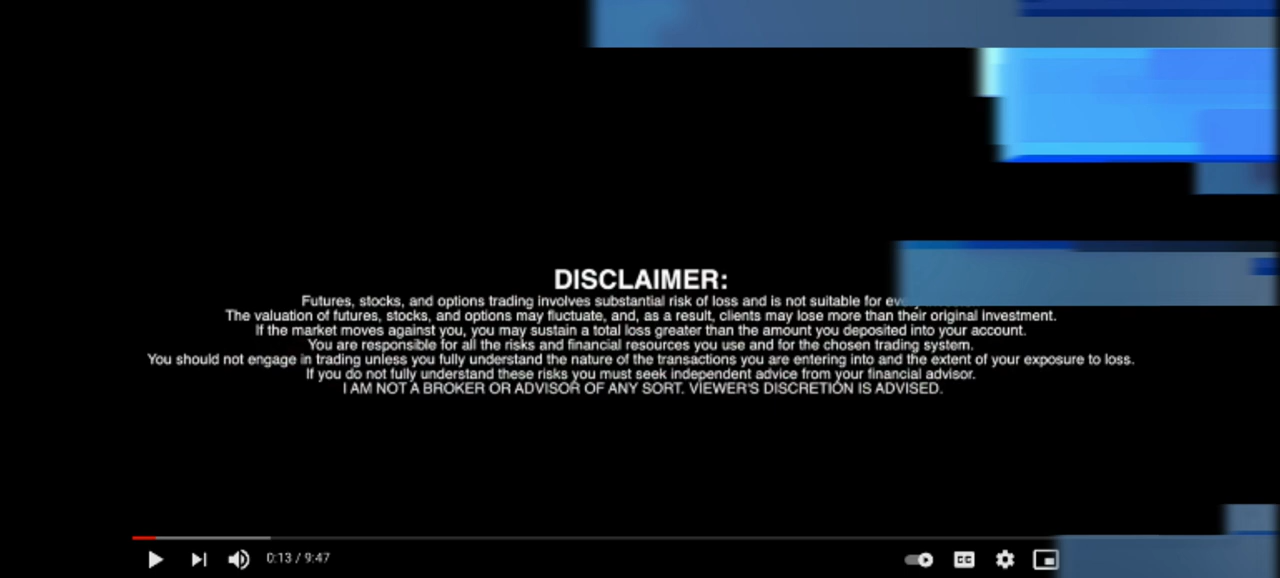 DISCLAIMER:
Futures, stocks, and options trading involves substantial risk of loss and is not suitable for
The valuation of futures, stocks, and options may fluctuate, and, as a result, clients may lose more than their original investment.
If the market moves against you, you may sustain a total loss greater than the amount you deposited into your account.
You are responsible for all the risks and financial resources you use and for the chosen trading system.
You should not engage in trading unless you fully understand the nature of the transactions you are entering into and the extent of your exposure to loss.
If you do not fully understand these risks you must seek independent advice from your financial advisor.
I AM NOT A BROKER OR ADVISOR OF ANY SORT. VIEWER'S DISCRETION IS ADVISED.
0:13 / 9:47
CC